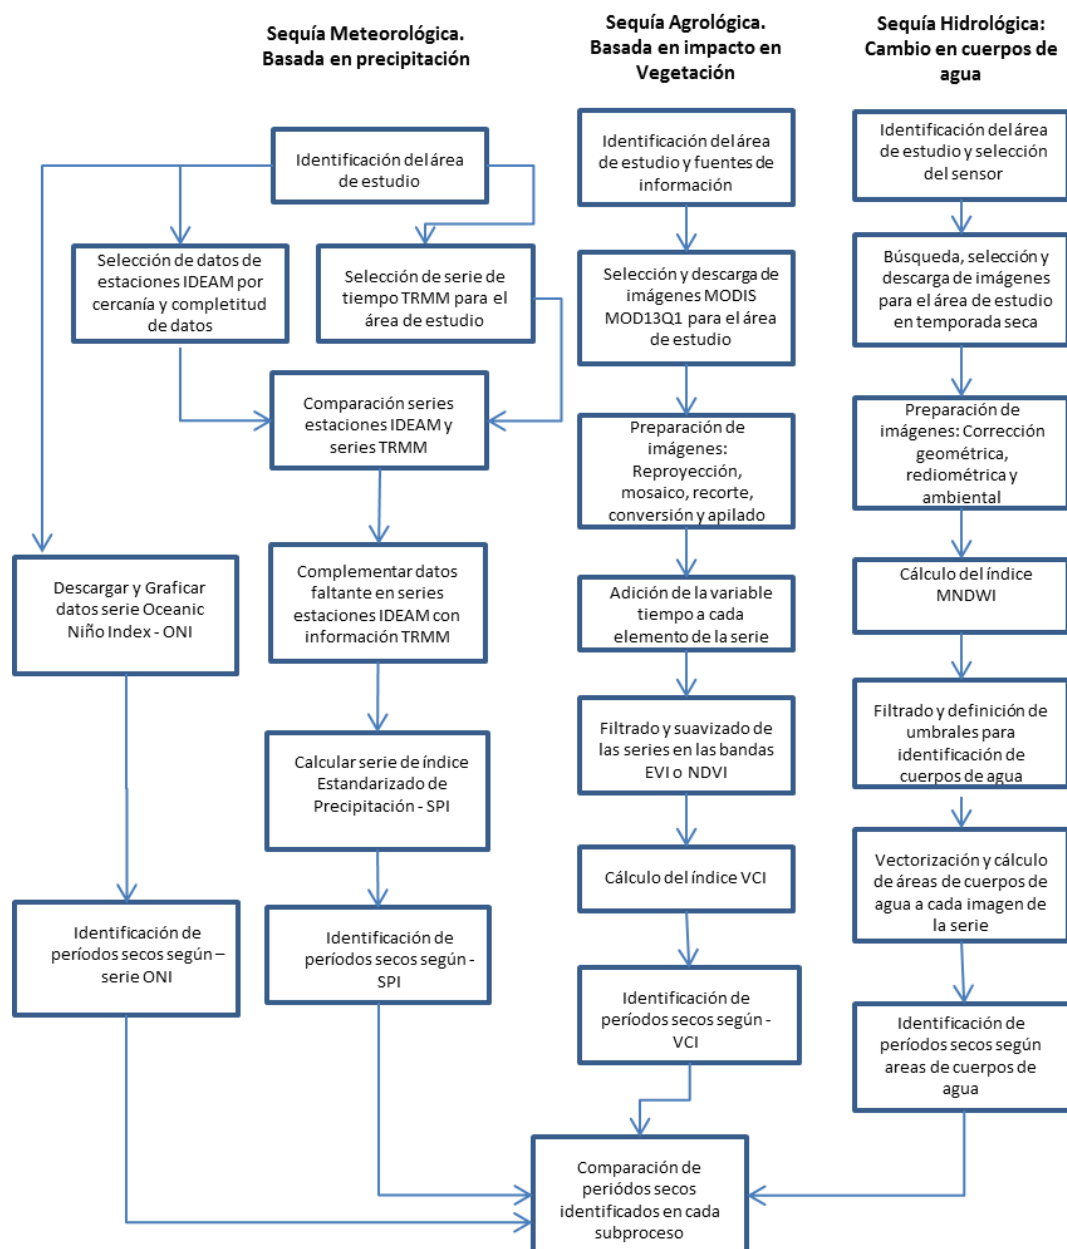 Sequía Meteorológica.
Basada en precipitación
Sequía Agrológica.
Basada en impacto en
Vegetación
Sequía Hidrológica:
Cambio en cuerpos de
agua
Identificación del área
de estudio
Selección de datos de
estaciones IDEAM por
cercanía y completitud
de datos
Selección de serie de
tiempo TRMM para el
área de estudio
Comparación series
estaciones IDEAM y
series TRMM
Descargar y Graficar
datos serie Oceanic
Niño Index - ONI
Complementar datos
faltante en series
estaciones IDEAM con
información TRMM
Calcular serie de índice
Estandarizado de
Precipitación - SPI
Identificación de
períodos secos según –
serie ONI
Identificación de
períodos secos según -
SPI
Identificación del área
de estudio y fuentes de
información
Selección y descarga de
imágenes MODIS
MOD13Q1 para el área
de estudio
Preparación de
imágenes:
Reproyección,
mosaico, recorte,
conversión y apilado
Adición de la variable
tiempo a cada
elemento de la serie
Filtrado y suavizado de
las series en las bandas
EVI o NDVI
Cálculo del índice VCI
Identificación de
períodos secos según -
VCI
Identificación del área
de estudio y selección
del sensor
Búsqueda, selección y
descarga de imágenes
para el área de estudio
en temporada seca
Preparación de
imágenes: Corrección
geométrica,
rediométrica y
ambiental
Cálculo del índice
MNDWI
Filtrado y definición de
umbrales para
identificación de
cuerpos de agua
Vectorización y cálculo
de áreas de cuerpos de
agua a cada imagen de
la serie
Identificación de
períodos secos según
areas de cuerpos de
agua
Comparación de
periódos secos
identificados en cada
subproceso